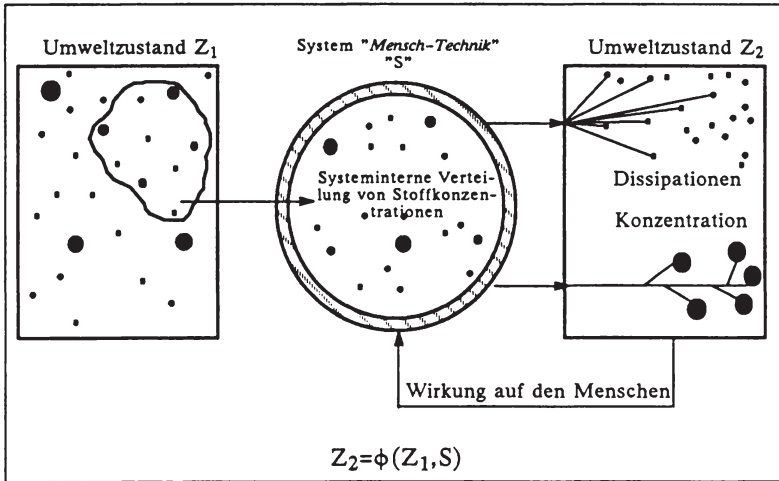 Umweltzustand Z₁
System "Mensch-Technik"
"S"
Umweltzustand Z₂
Systeminterne Vertei-
lung von Stoffkonzen-
trationen
Dissipationen
Konzentration
Wirkung auf den Menschen
Z₂=ϕ(Z₁,S)